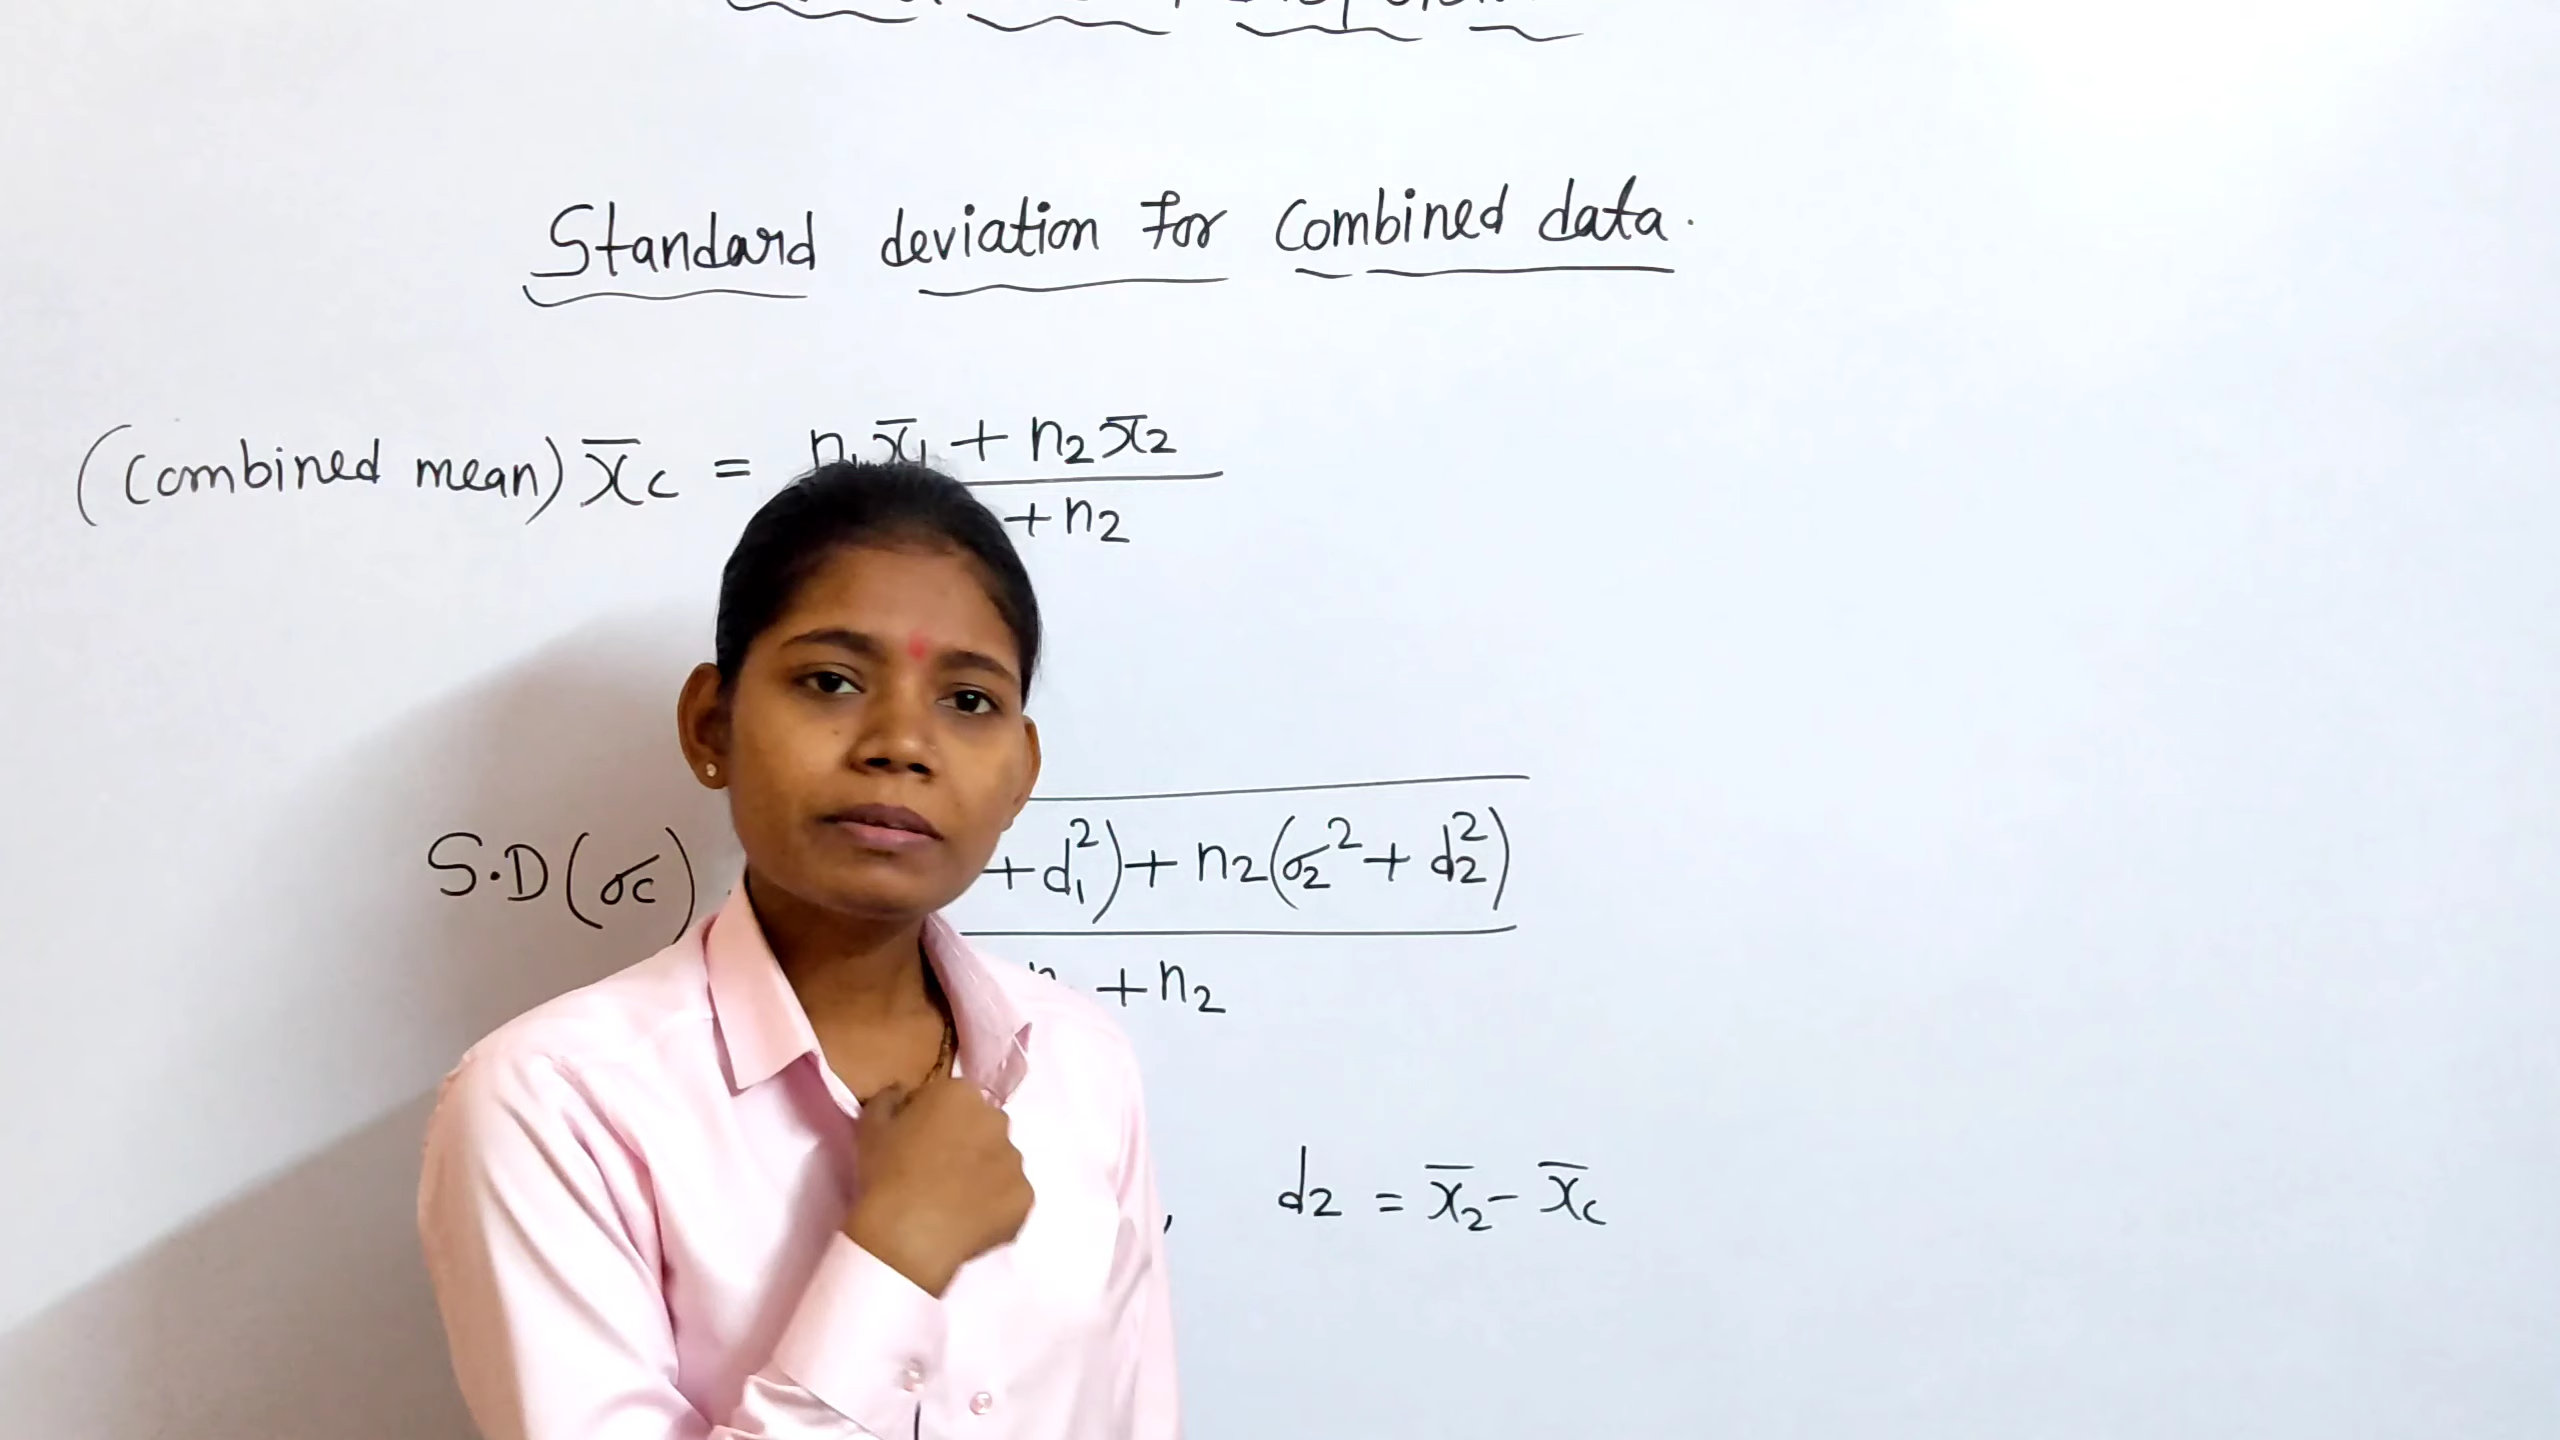 Standard deviation for Combined data.
(Combined mean) x̄c = n₁x̄₁ + n₂x̄₂
+n₂
S.D(σc) +d₁²) + n₂(σ₂² + d₂²)
+n₂
, d₂ = x̄₂ - x̄c